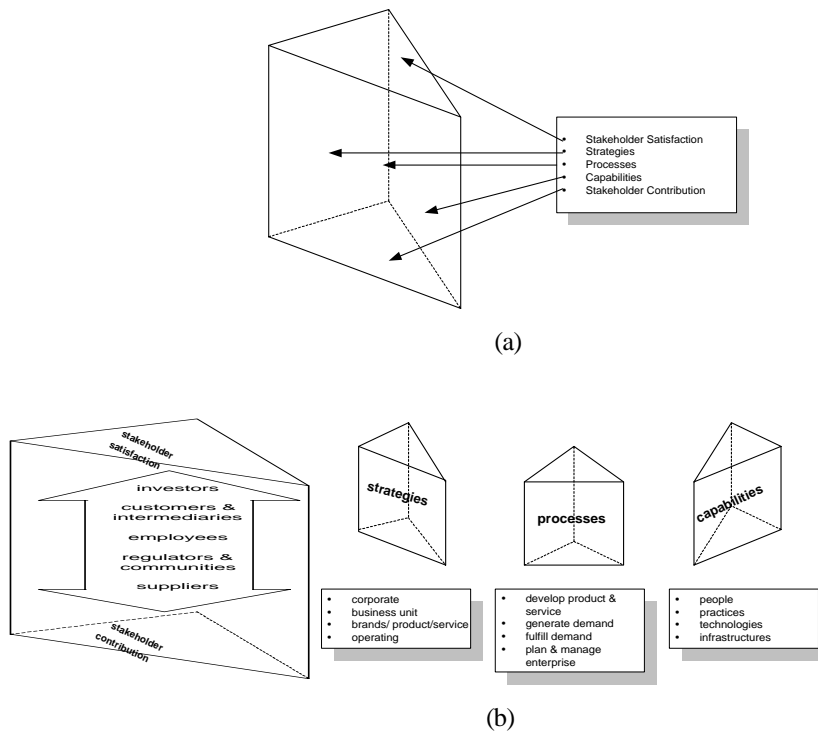 • Stakeholder Satisfaction
• Strategies
• Processes
• Capabilities
• Stakeholder Contribution
(a)
stakeholder
satisfaction
investors
customers &
intermediaries
employees
regulators &
communities
suppliers
stakeholder
contribution
strategies
• corporate
• business unit
• brands/ product/service
• operating
processes
• develop product &
service
• generate demand
• fulfill demand
• plan & manage
enterprise
capabilities
• people
• practices
• technologies
• infrastructures
(b)